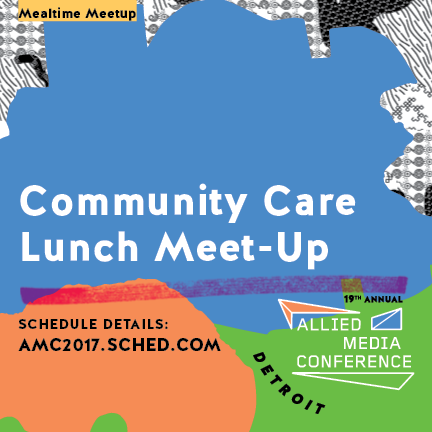 Mealtime Meetup
Community Care
Lunch Meet-Up
19TH ANNUAL
SCHEDULE DETAILS:
AMC2017.SCHED.COM
ALLIED
MEDIA
CONFERENCE
DETROIT